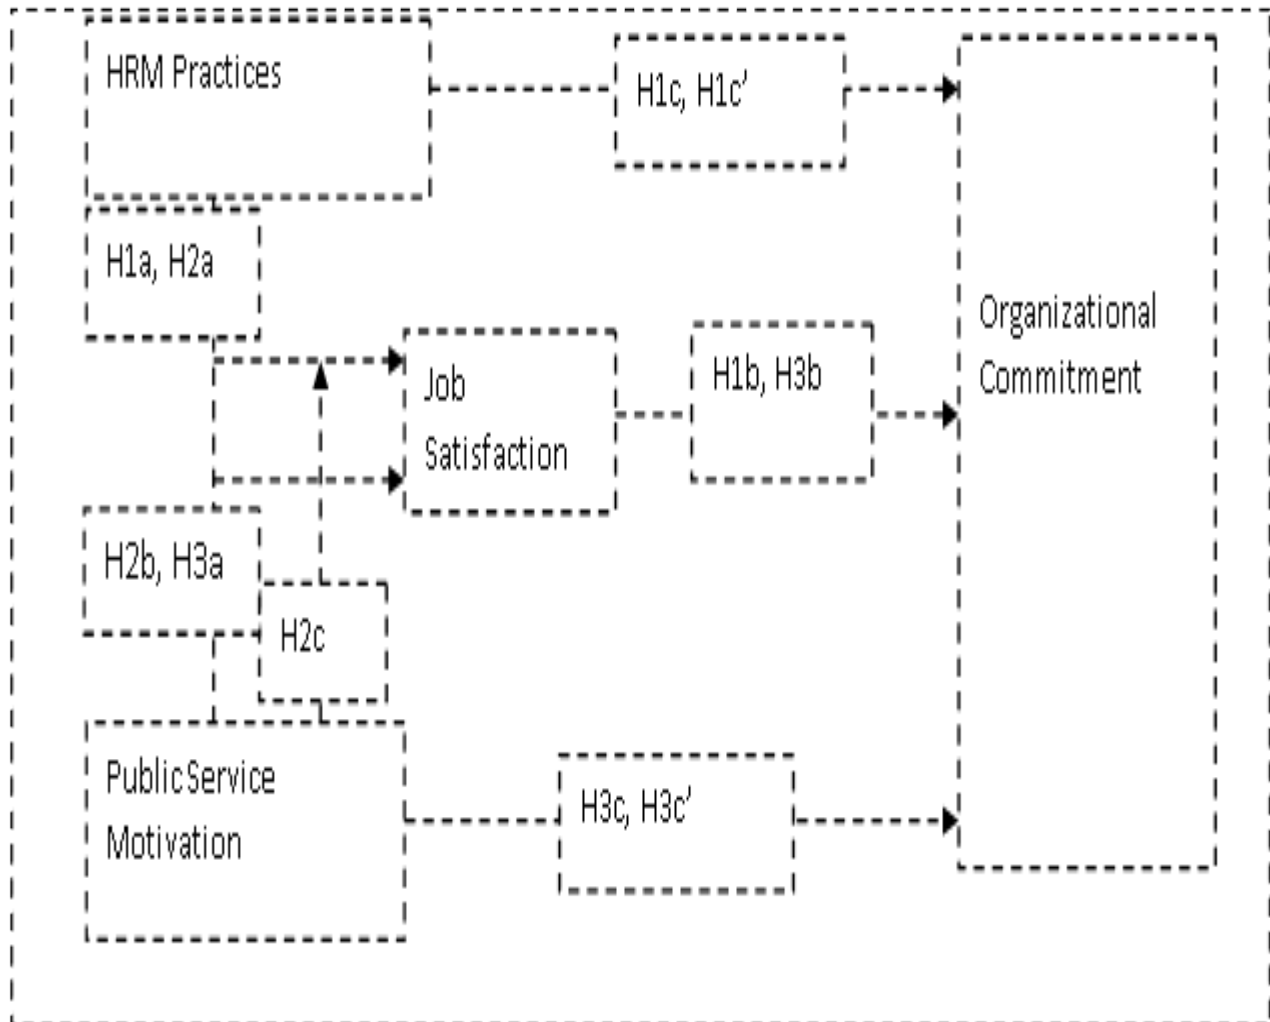 HRM Practices
H1c, H1c'
H1a, H2a
Organizational
Commitment
Job
Satisfaction
H1b, H3b
H2b, H3a
H2c
Public Service
Motivation
H3c, H3c'